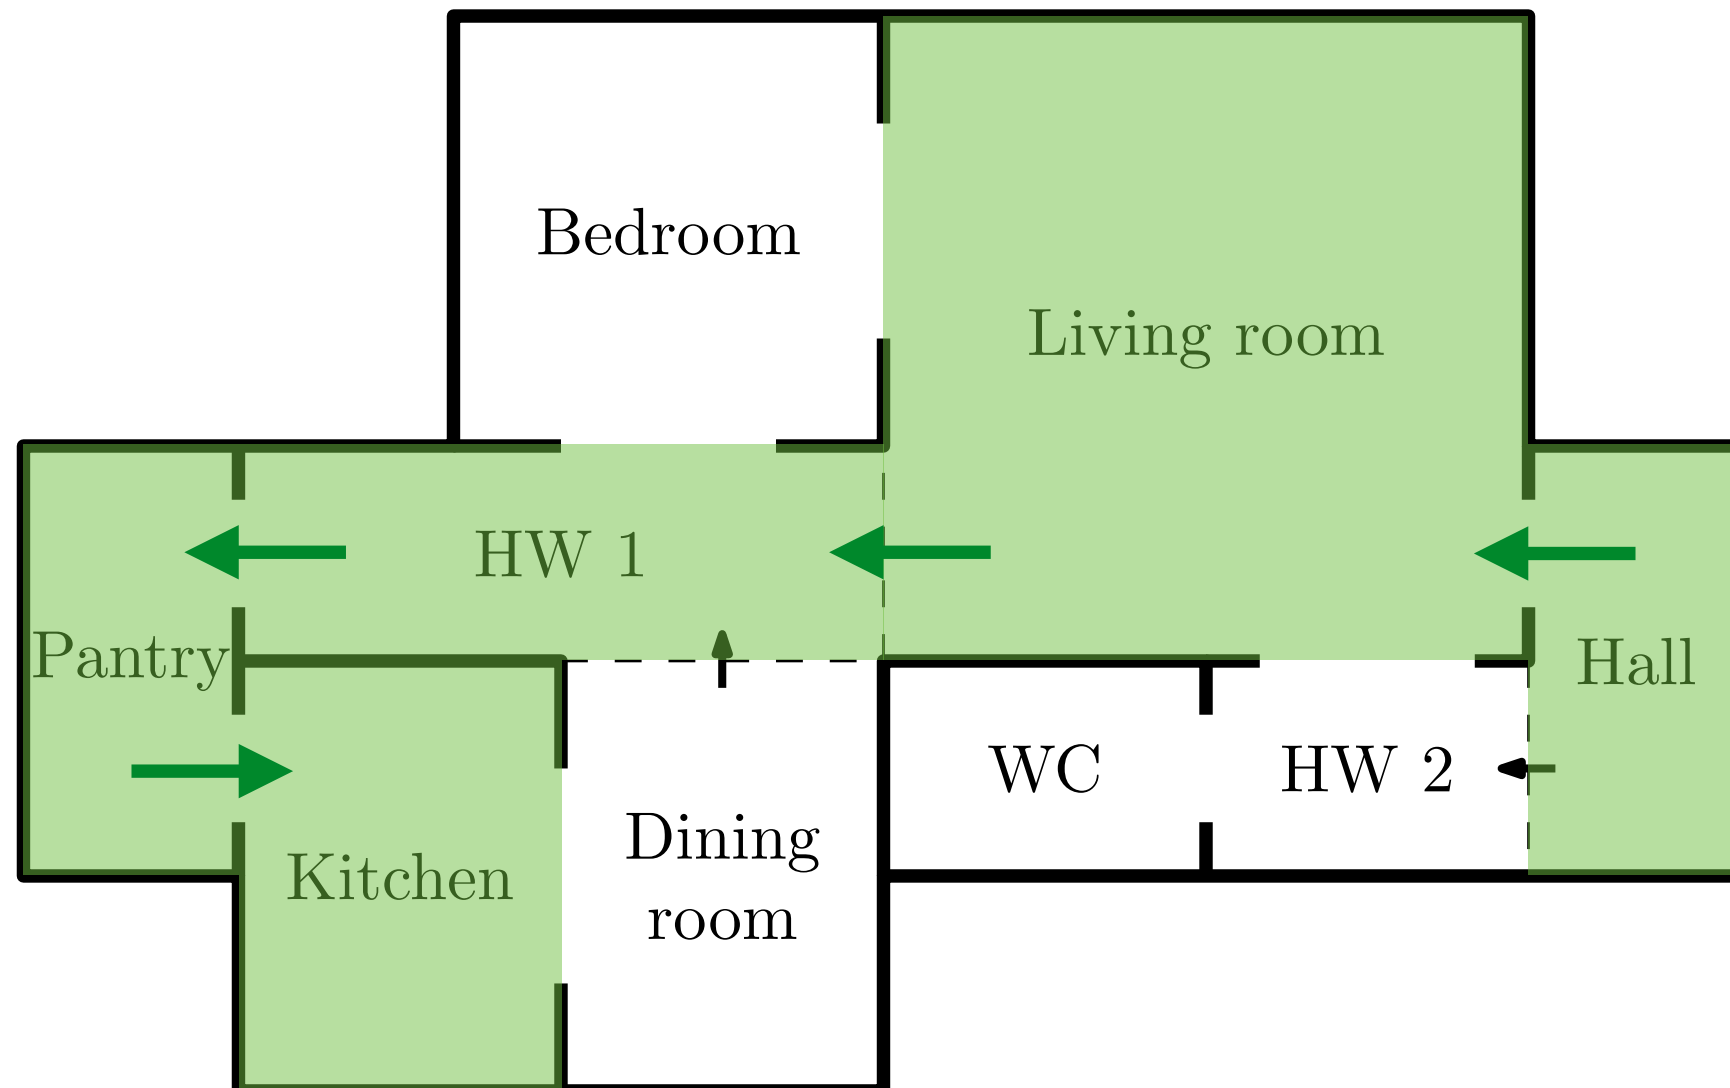 Bedroom
Living room
HW 1
Pantry
Hall
WC
HW 2
Dining
room
Kitchen